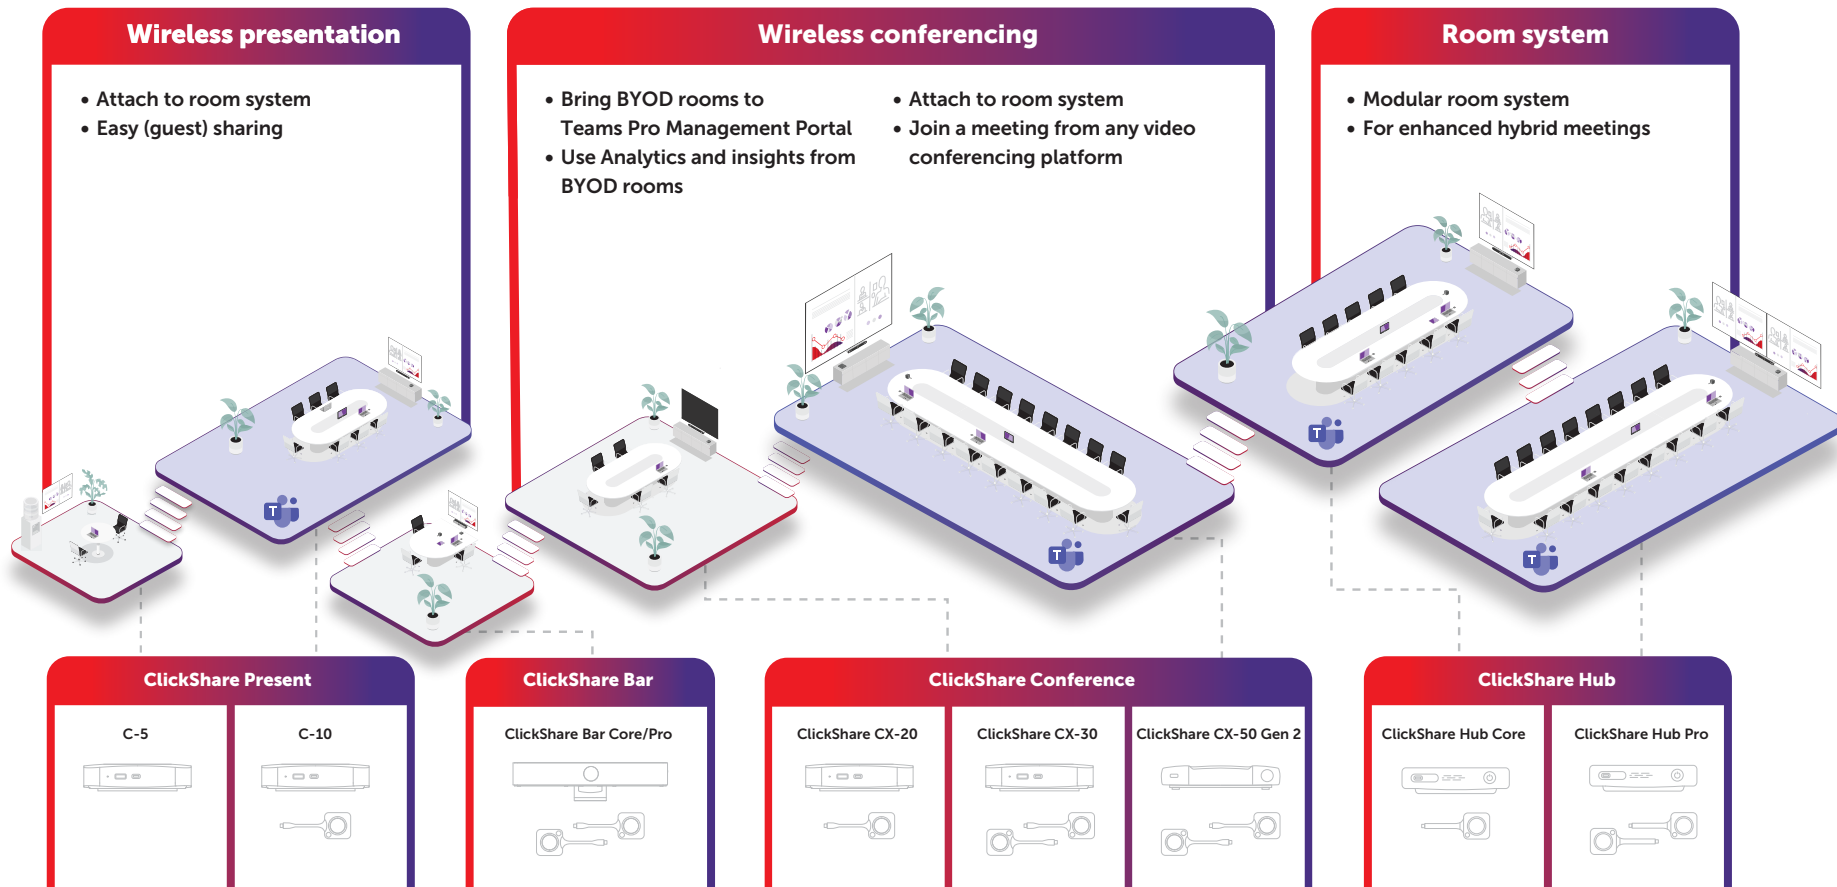 Wireless presentation
• Attach to room system
• Easy (guest) sharing
Wireless conferencing
• Bring BYOD rooms to
Teams Pro Management Portal
• Use Analytics and insights from
BYOD rooms
• Attach to room system
• Join a meeting from any video
conferencing platform
Room system
• Modular room system
• For enhanced hybrid meetings
T
T
T
T
ClickShare Present
C-5
C-10
ClickShare Bar
ClickShare Bar Core/Pro
ClickShare Conference
ClickShare CX-20
ClickShare CX-30
ClickShare CX-50 Gen 2
ClickShare Hub
ClickShare Hub Core
ClickShare Hub Pro